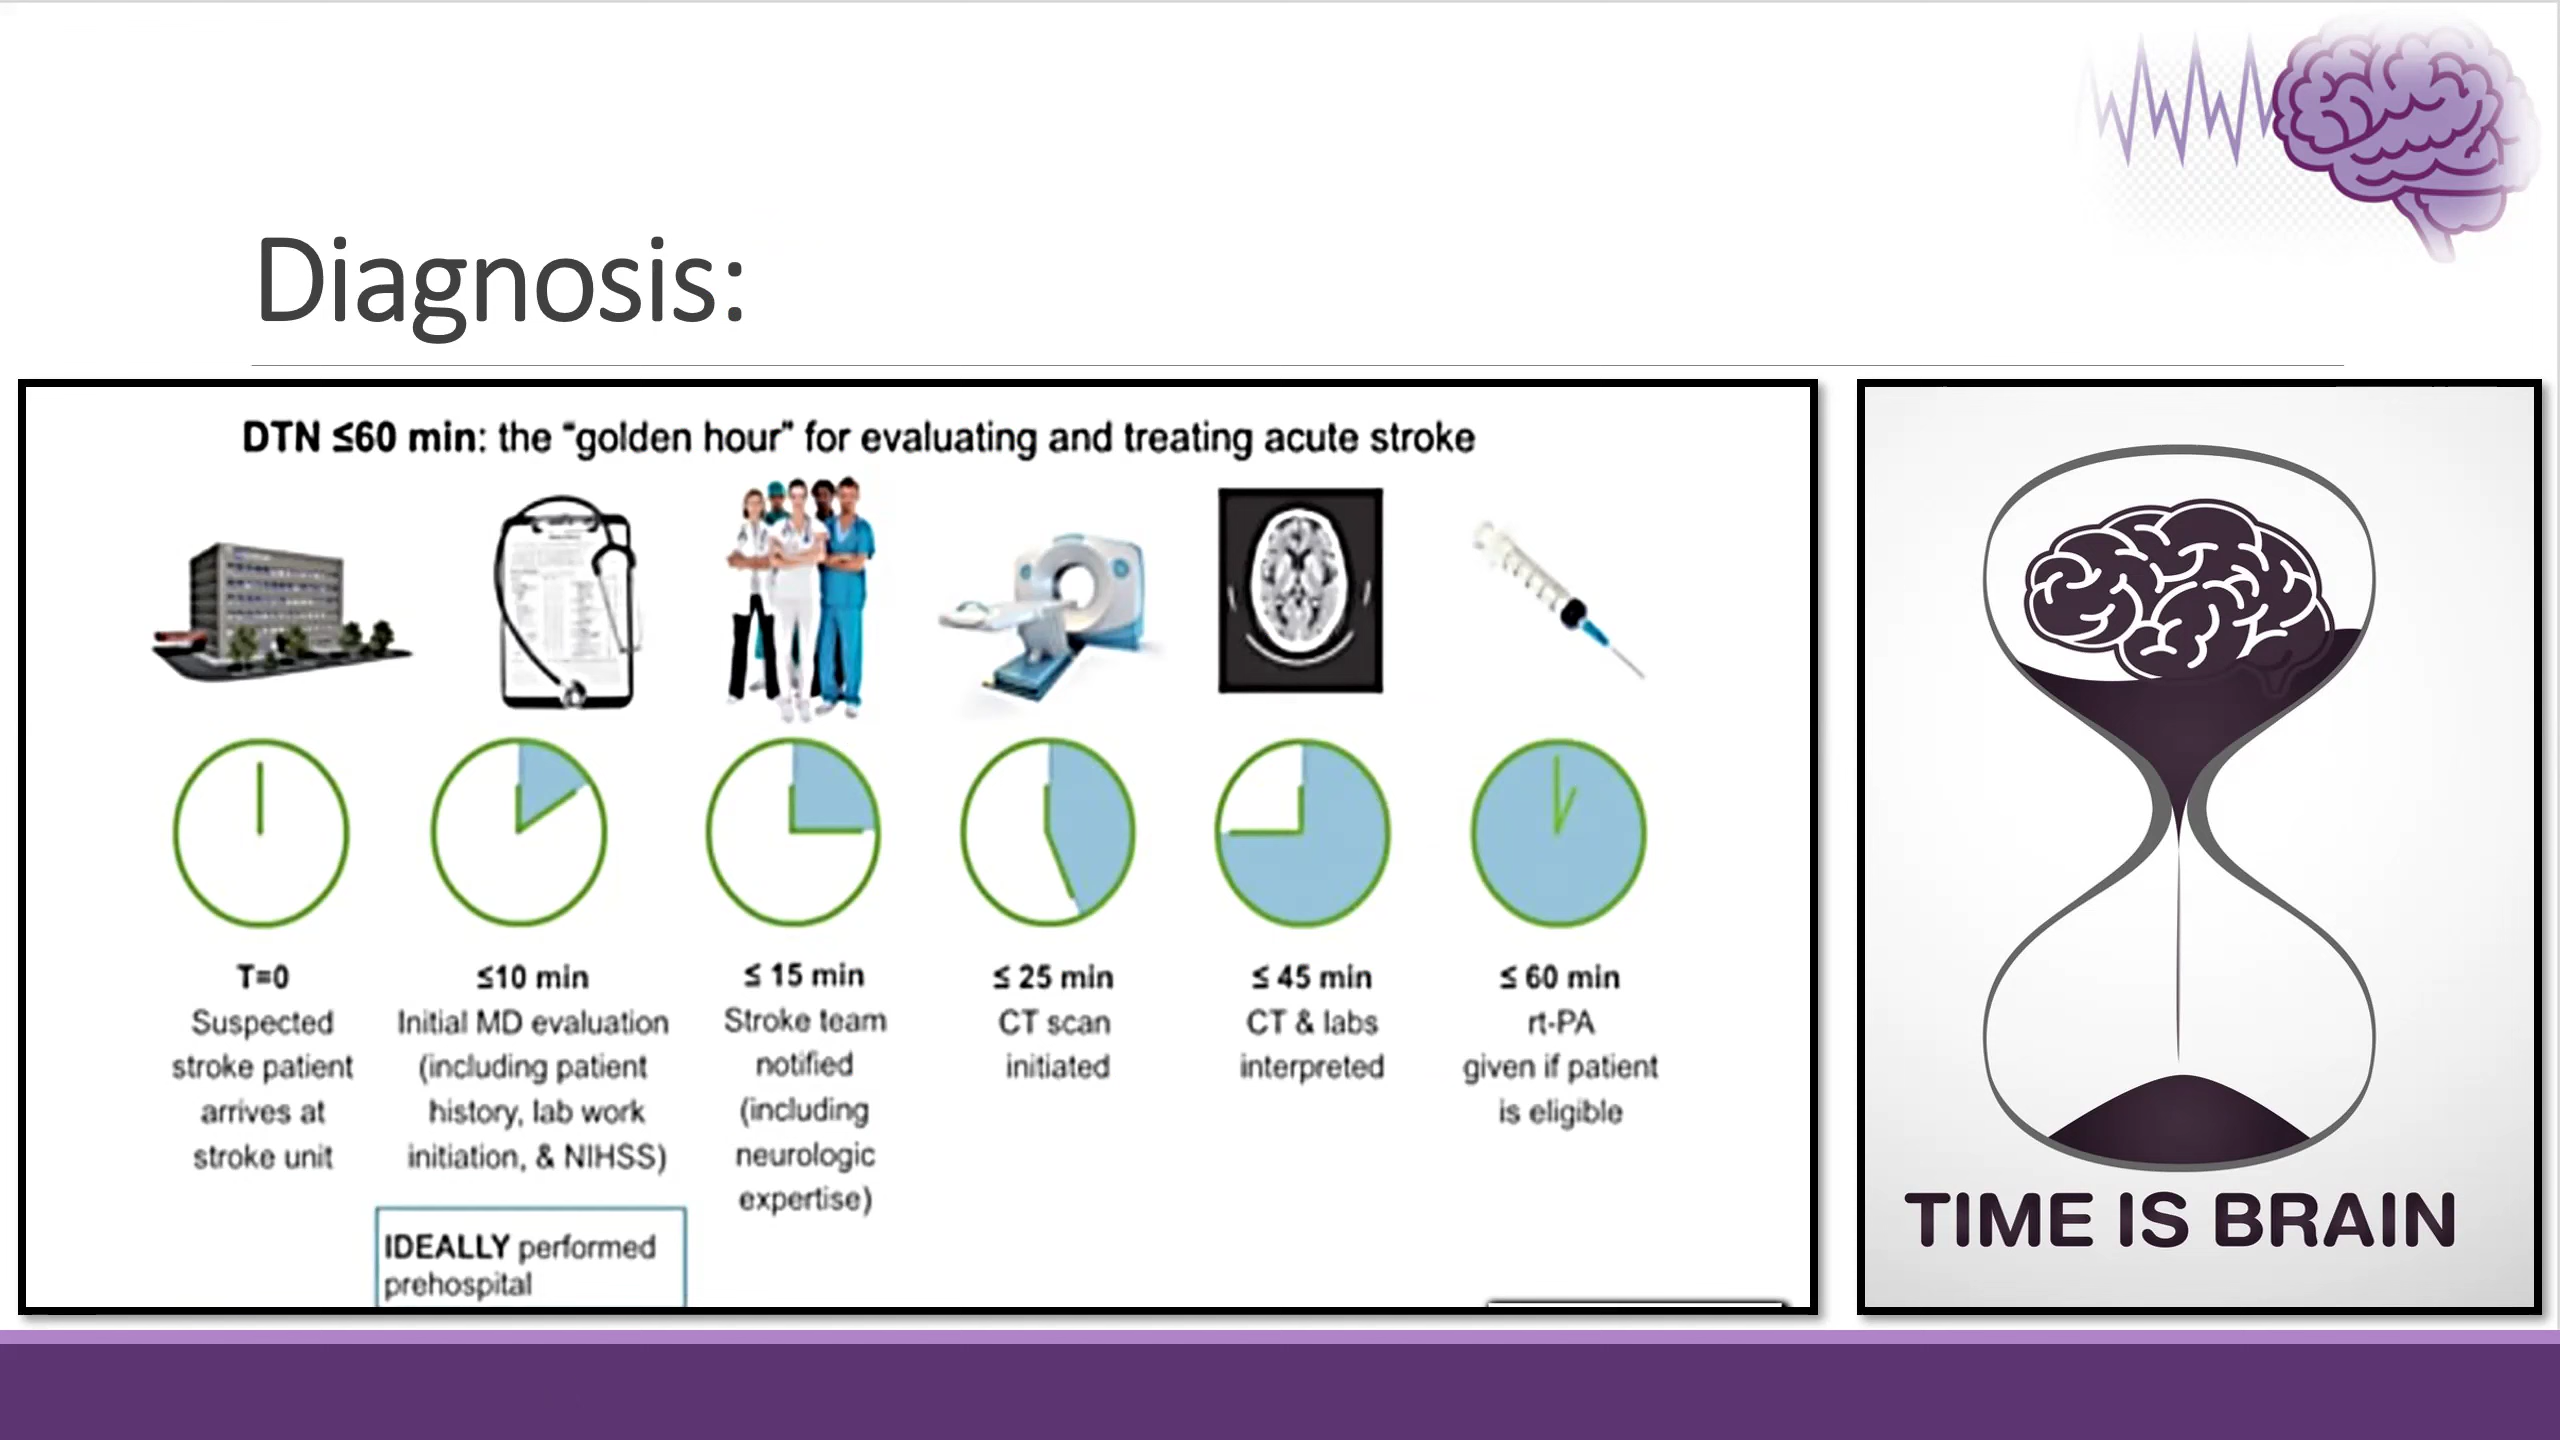 Diagnosis:
DTN ≤60 min: the “golden hour” for evaluating and treating acute stroke
T=0
Suspected
stroke patient
arrives at
stroke unit
≤10 min
Initial MD evaluation
(including patient
history, lab work
initiation, & NIHSS)
IDEALLY performed
prehospital
≤ 15 min
Stroke team
notified
(including
neurologic
expertise)
≤ 25 min
CT scan
initiated
≤ 45 min
CT & labs
interpreted
≤ 60 min
rt-PA
given if patient
is eligible
TIME IS BRAIN